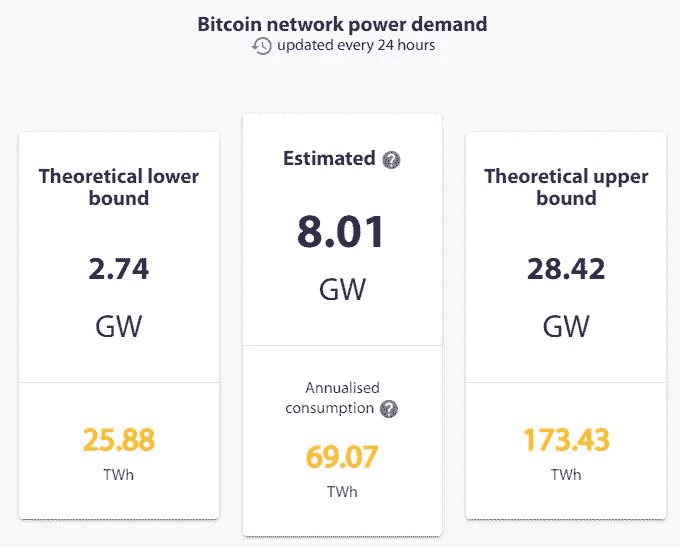 Bitcoin network power demand
updated every 24 hours
Theoretical lower
bound
2.74
GW
25.88
TWh
Estimated ?
8.01
GW
Annualised
consumption ?
69.07
TWh
Theoretical upper
bound
28.42
GW
173.43
TWh